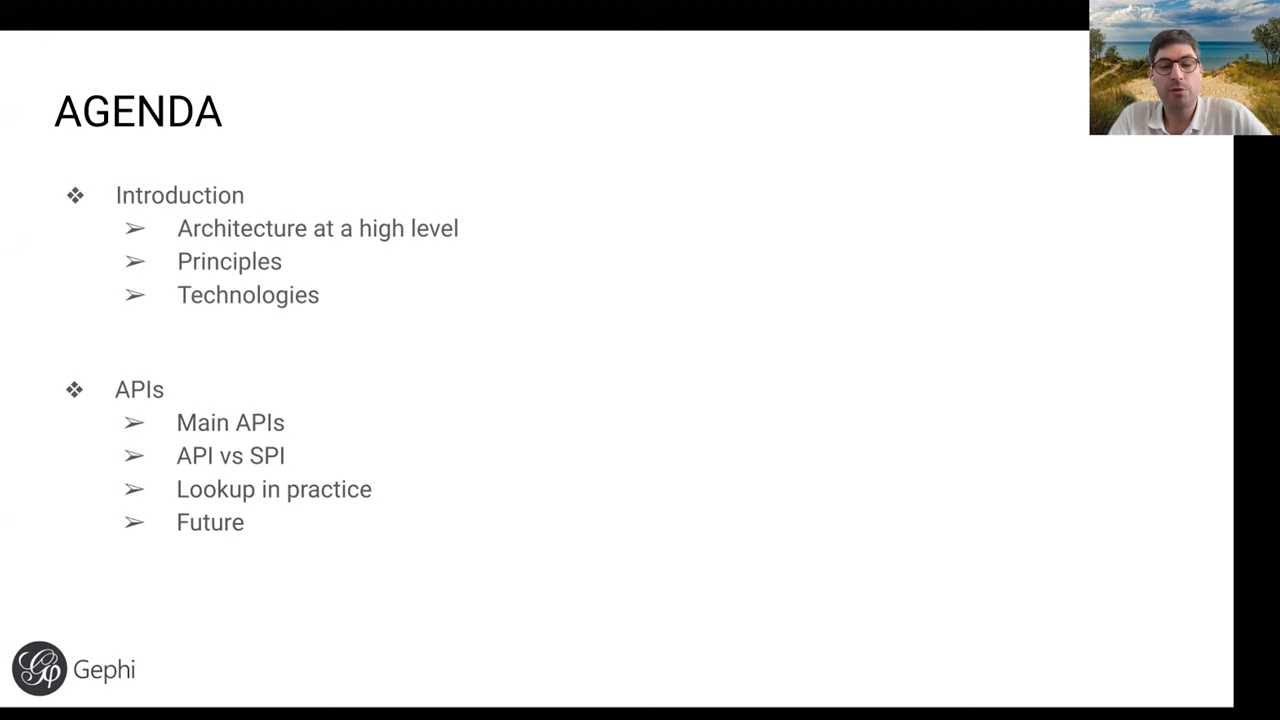 AGENDA
❖ Introduction
➢ Architecture at a high level
➢ Principles
➢ Technologies
❖ APIs
➢ Main APIs
➢ API vs SPI
➢ Lookup in practice
➢ Future
Gephi